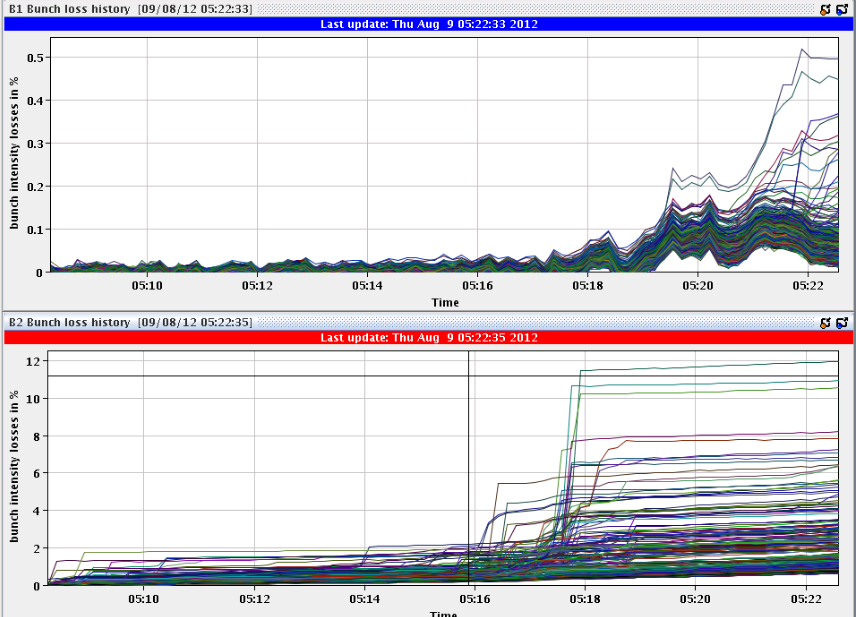 B1 Bunch loss history [09/08/12 05:22:33]
Last update: Thu Aug 9 05:22:33 2012
bunch intensity losses in %
0.5
0.4
0.3
0.2
0.1
0
05:10 05:12 05:14 05:16 05:18 05:20 05:22
Time
B2 Bunch loss history [09/08/12 05:22:35]
Last update: Thu Aug 9 05:22:35 2012
bunch intensity losses in %
12
10
8
6
4
2
0
05:10 05:12 05:14 05:16 05:18 05:20 05:22
Time